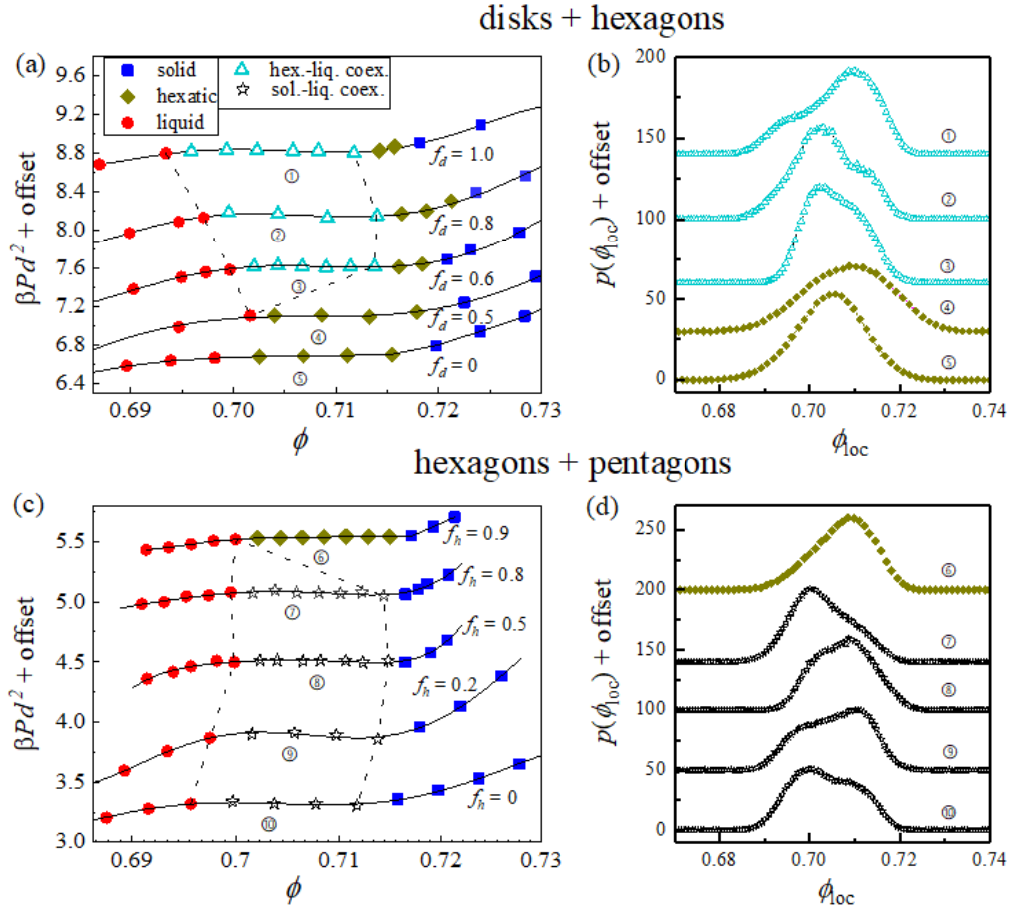 disks + hexagons
(a)
solid
hexatic
liquid
hex.-liq. coex.
sol.-liq. coex.
βPd² + offset
9.6
9.2
8.8
8.4
8.0
7.6
7.2
6.8
6.4
f_d = 1.0
f_d = 0.8
f_d = 0.6
f_d = 0.5
f_d = 0
①
②
③
④
⑤
0.69 0.70 0.71 0.72 0.73
ϕ
(b)
p(ϕ_loc) + offset
200
150
100
50
0
①
②
③
④
⑤
0.68 0.70 0.72 0.74
ϕ_loc
hexagons + pentagons
(c)
βPd² + offset
5.5
5.0
4.5
4.0
3.5
3.0
f_h = 0.9
f_h = 0.8
f_h = 0.5
f_h = 0.2
f_h = 0
⑥
⑦
⑧
⑨
⑩
0.69 0.7 0.71 0.72 0.73
ϕ
(d)
p(ϕ_loc) + offset
250
200
150
100
50
0
⑥
⑦
⑧
⑨
⑩
0.68 0.70 0.72 0.74
ϕ_loc